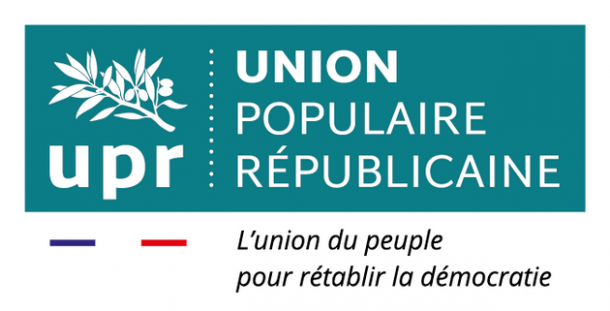 upr
UNION
POPULAIRE
RÉPUBLICAINE
L'union du peuple
pour rétablir la démocratie